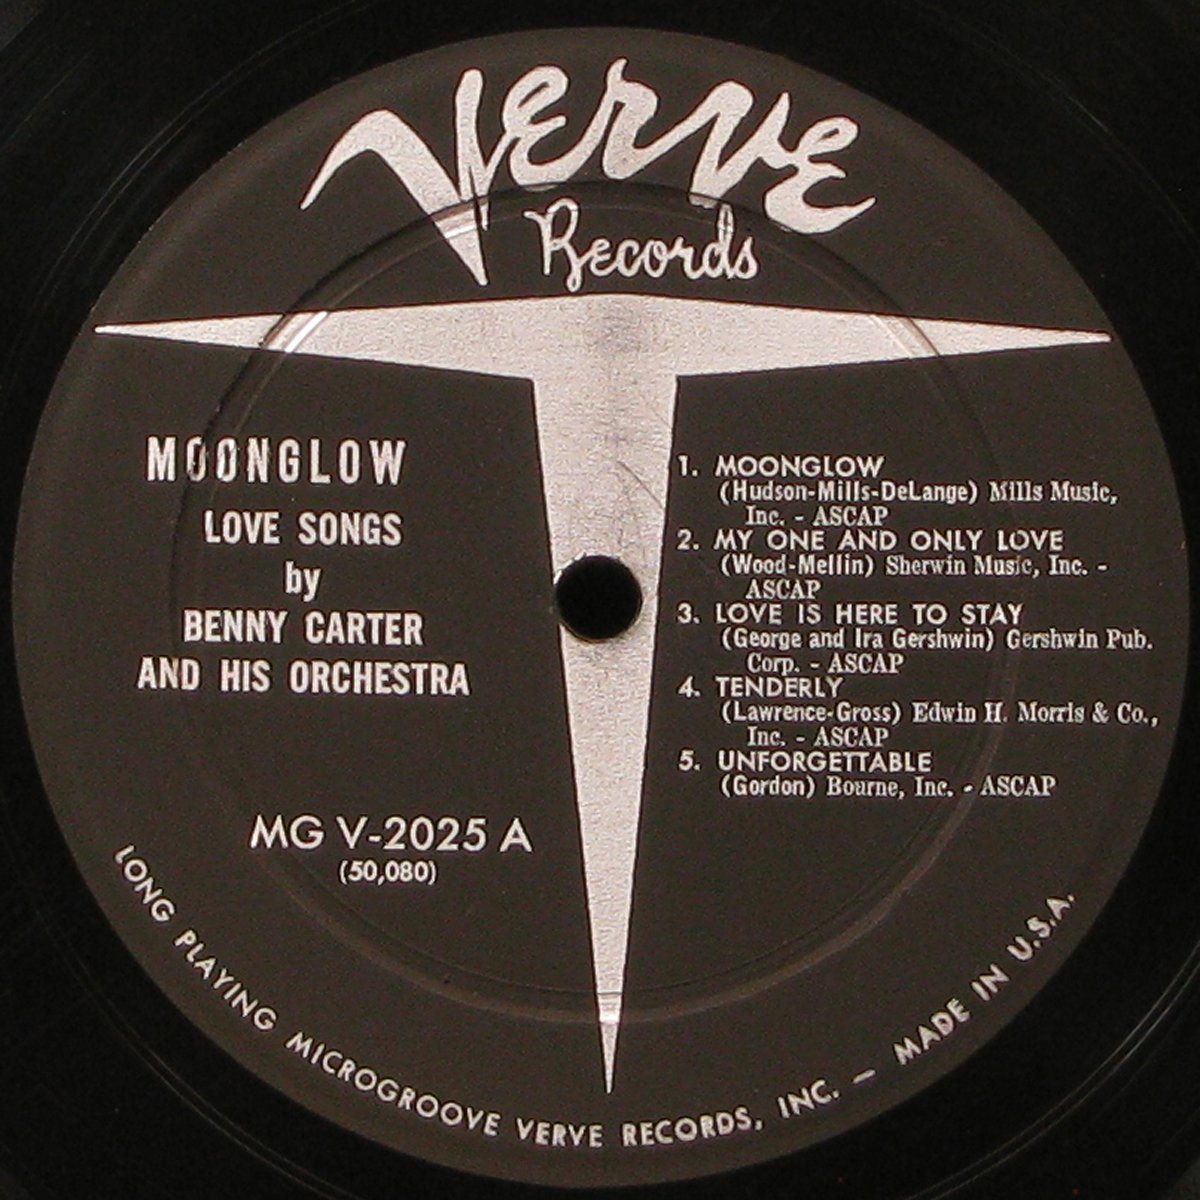 Verve
Records
MOONGLOW
LOVE SONGS
by
BENNY CARTER
AND HIS ORCHESTRA
1. MOONGLOW
(Hudson-Mills-DeLange) Mills Music,
Inc. - ASCAP
2. MY ONE AND ONLY LOVE
(Wood-Mellin) Sherwin Music, Inc. -
ASCAP
3. LOVE IS HERE TO STAY
(George and Ira Gershwin) Gershwin Pub.
Corp. - ASCAP
4. TENDERLY
(Lawrence-Gross) Edwin H. Morris & Co.,
Inc. - ASCAP
5. UNFORGETTABLE
(Gordon) Bourne, Inc. - ASCAP
MG V-2025 A
(50,080)
LONG PLAYING MICROGROOVE VERVE RECORDS, INC. — MADE IN U.S.A.